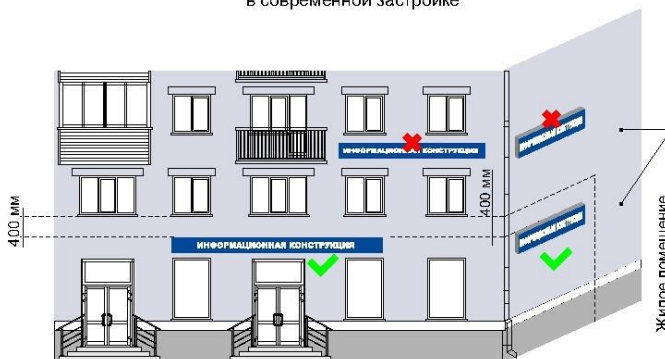 в современной застройке
ИНФОРМАЦИОННАЯ КОНСТРУКЦИЯ
400 мм
400 мм
ИНФОРМАЦИОННАЯ КОНСТРУКЦИЯ
Жилое помещение